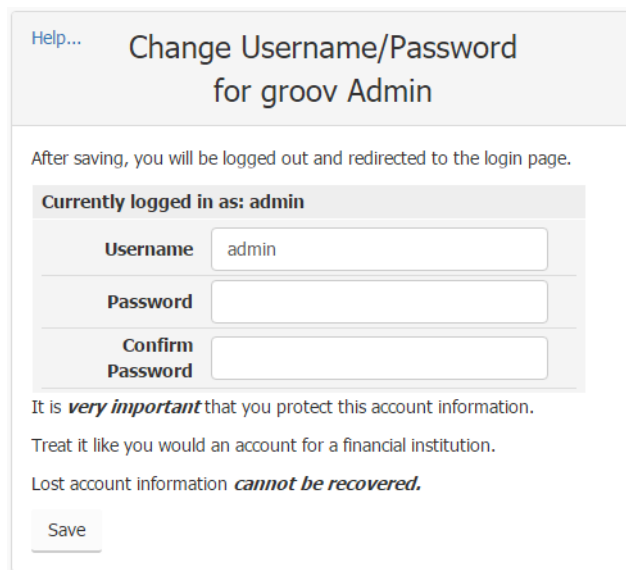 Help...
Change Username/Password
for groov Admin
After saving, you will be logged out and redirected to the login page.
Currently logged in as: admin
Username admin
Password
Confirm
Password
It is very important that you protect this account information.
Treat it like you would an account for a financial institution.
Lost account information cannot be recovered.
Save